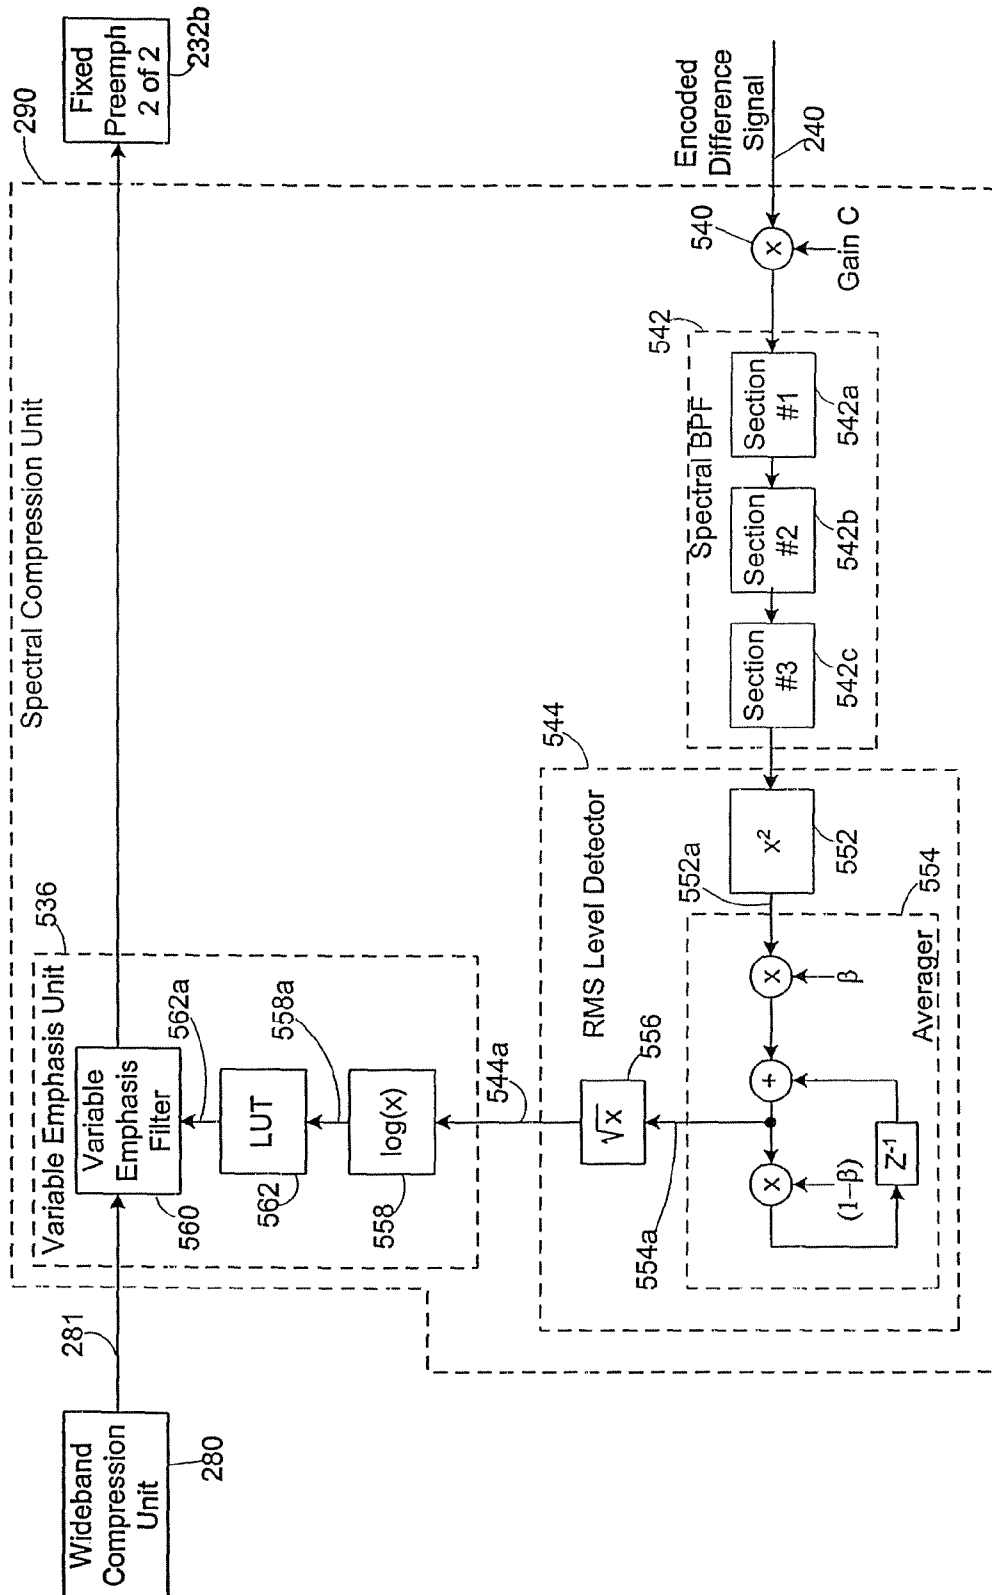 Wideband
Compression
Unit
280
281
Spectral Compression Unit
290
Variable Emphasis Unit
536
Variable
Emphasis
Filter
560
562a
LUT
562
558a
log(x)
558
544a
Fixed
Preemph
2 of 2
232b
RMS Level Detector
544
√x
556
554a
Averager
554
x
(1–β)
Z⁻¹
+
x
β
552a
x²
552
Spectral BPF
542
Section
#3
542c
Section
#2
542b
Section
#1
542a
x
540
Gain C
Encoded
Difference
Signal
240